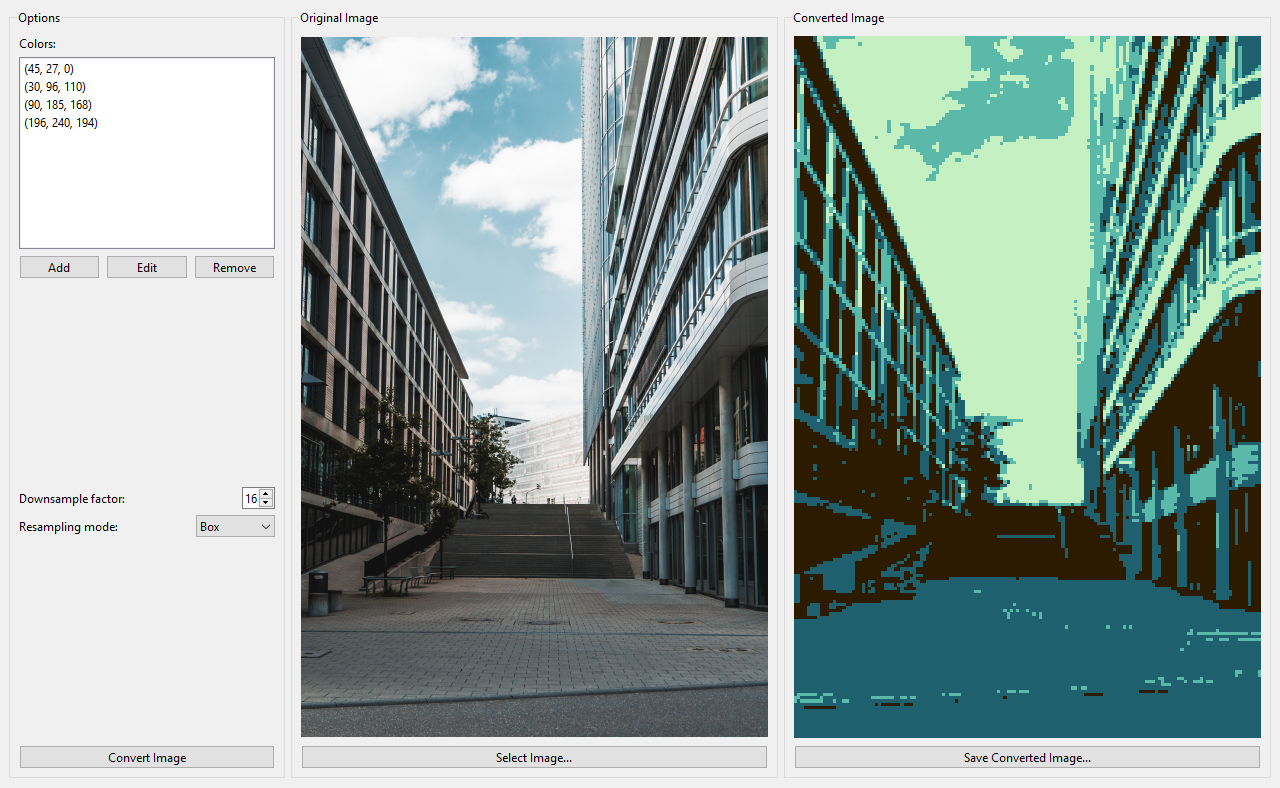 Options
Colors:
(45, 27, 0)
(30, 96, 110)
(90, 185, 168)
(196, 240, 194)
Add
Edit
Remove
Downsample factor:
16
Resampling mode:
Box
Convert Image
Original Image
Select Image...
Converted Image
Save Converted Image...